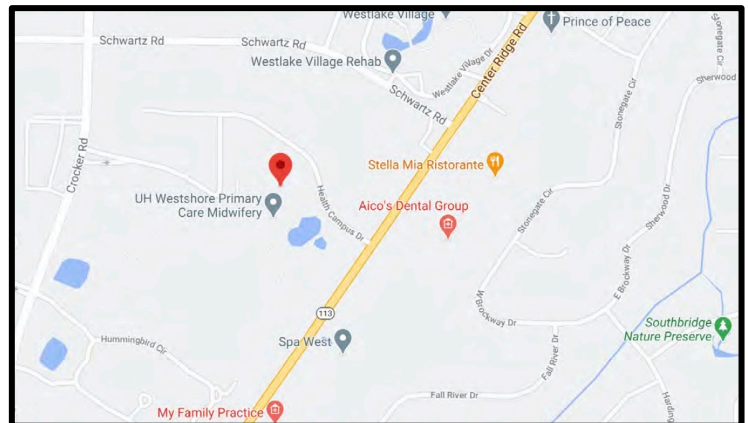 Westlake Village
Prince of Peace
Schwartz Rd
Schwartz Rd
Westlake Village Rehab
Westlake Village Dr
Center Ridge Rd
Stonegate Cir
Sherwood
Schwartz Rd
Stonegate Cir
Crocker Rd
Stella Mia Ristorante
UH Westshore Primary
Care Midwifery
Health Campus Dr
Aico's Dental Group
Stonegate Cir
Sherwood Dr
E Brockway Dr
W Brockway Dr
113
Hummingbird Cir
Spa West
Southbridge
Nature Preserve
Fall River Dr
Fall River Dr
Harding
My Family Practice